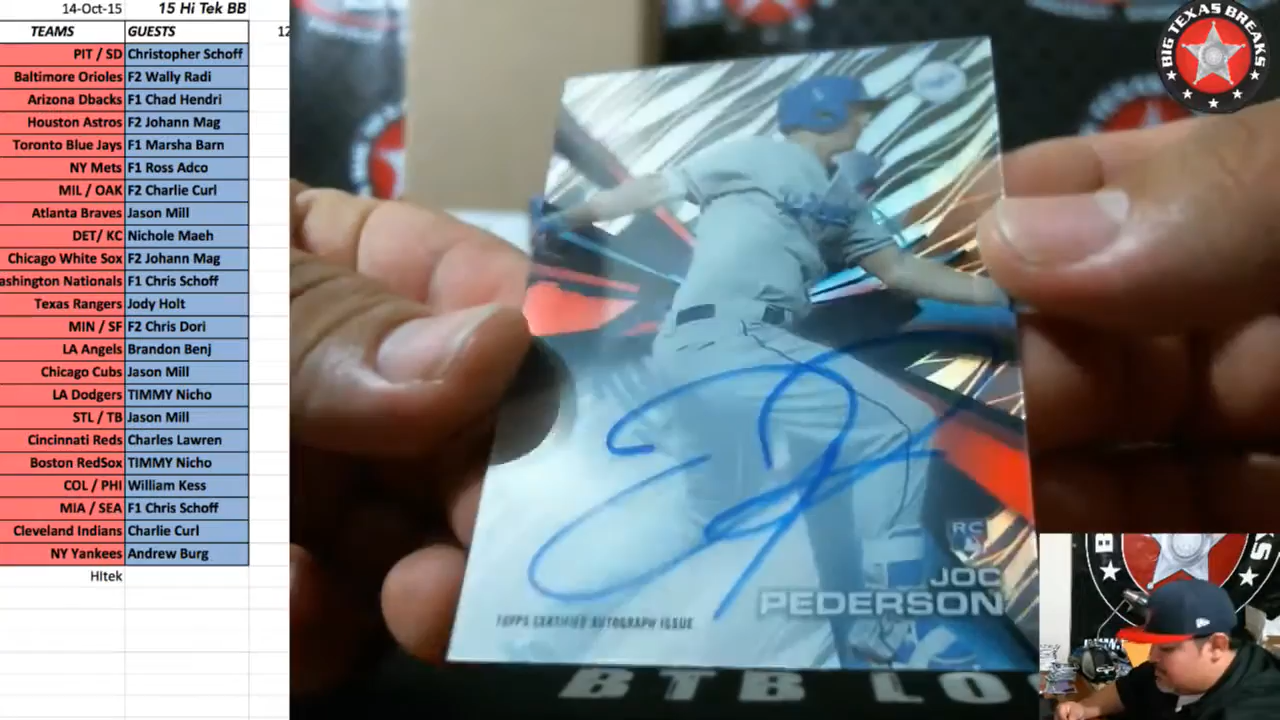 14-Oct-15 15 Hi Tek BB
TEAMS GUESTS 12
PIT / SD Christopher Schoff
Baltimore Orioles F2 Wally Radi
Arizona Dbacks F1 Chad Hendri
Houston Astros F2 Johann Mag
Toronto Blue Jays F1 Marsha Barn
NY Mets F1 Ross Adco
MIL / OAK F2 Charlie Curl
Atlanta Braves Jason Mill
DET/ KC Nichole Maeh
Chicago White Sox F2 Johann Mag
ashington Nationals F1 Chris Schoff
Texas Rangers Jody Holt
MIN / SF F2 Chris Dori
LA Angels Brandon Benj
Chicago Cubs Jason Mill
LA Dodgers TIMMY Nicho
STL / TB Jason Mill
Cincinnati Reds Charles Lawren
Boston RedSox TIMMY Nicho
COL / PHI William Kess
MIA / SEA F1 Chris Schoff
Cleveland Indians Charlie Curl
NY Yankees Andrew Burg
HItek
BIG TEXAS BREAKS
RC
JOC
PEDERSON
TOPPS CERTIFIED AUTOGRAPH ISSUE
BTB LO